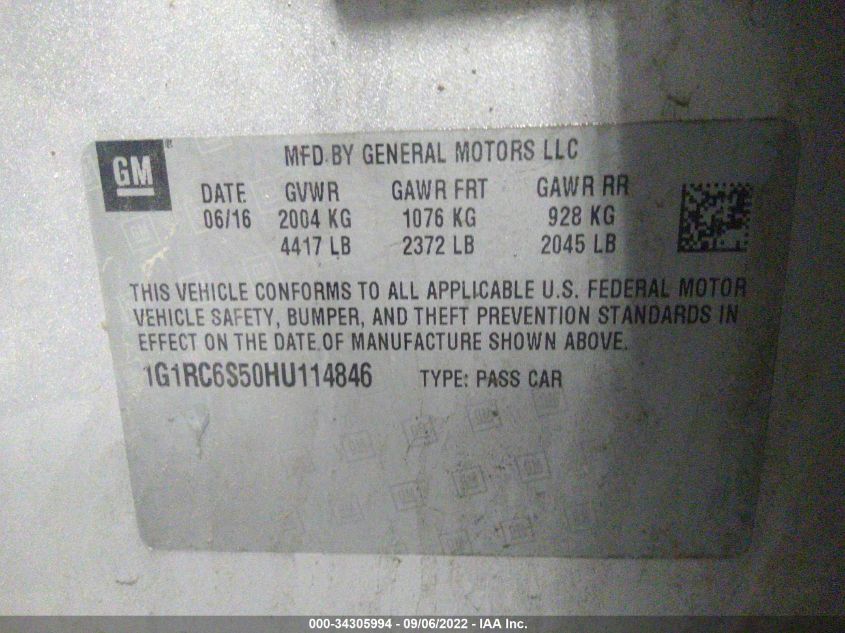 GM®
MFD BY GENERAL MOTORS LLC
DATE GVWR GAWR FRT GAWR RR
06/16 2004 KG 1076 KG 928 KG
4417 LB 2372 LB 2045 LB
THIS VEHICLE CONFORMS TO ALL APPLICABLE U.S. FEDERAL MOTOR
VEHICLE SAFETY, BUMPER, AND THEFT PREVENTION STANDARDS IN
EFFECT ON THE DATE OF MANUFACTURE SHOWN ABOVE.
1G1RC6S50HU114846 TYPE: PASS CAR
000-34305994 - 09/06/2022 - IAA Inc.